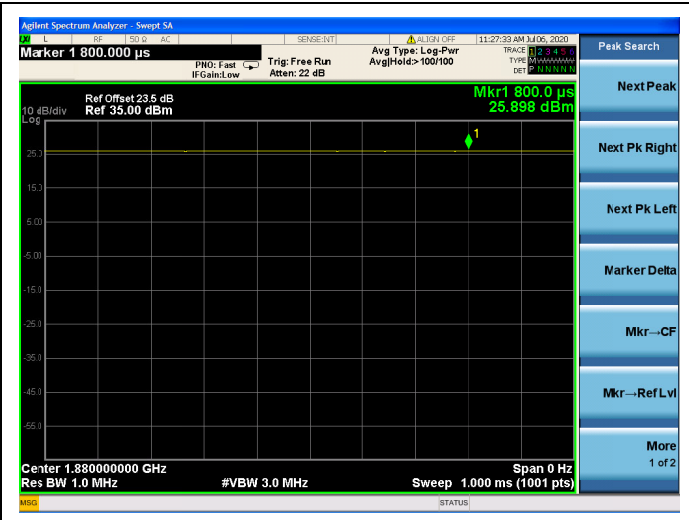 Agilent Spectrum Analyzer - Swept SA
L RF 50 Ω AC SENSE:INT ALIGN OFF 11:27:33 AM Jul 06, 2020
Marker 1 800.000 µs
PNO: Fast
IFGain:Low
Trig: Free Run
Atten: 22 dB
Avg Type: Log-Pwr
Avg|Hold:> 100/100
TRACE 1 2 3 4 5 6
TYPE M
DET P N N N N N
Peak Search
Next Peak
Next Pk Right
Next Pk Left
Marker Delta
Mkr→CF
Mkr→RefLvl
More
1 of 2
Ref Offset 23.5 dB
Ref 35.00 dBm
10 dB/div
Log
Mkr1 800.0 µs
25.898 dBm
1
25.0
15.0
5.00
-5.00
-15.0
-25.0
-35.0
-45.0
-55.0
Center 1.880000000 GHz
Span 0 Hz
Res BW 1.0 MHz
#VBW 3.0 MHz
Sweep 1.000 ms (1001 pts)
MSG
STATUS